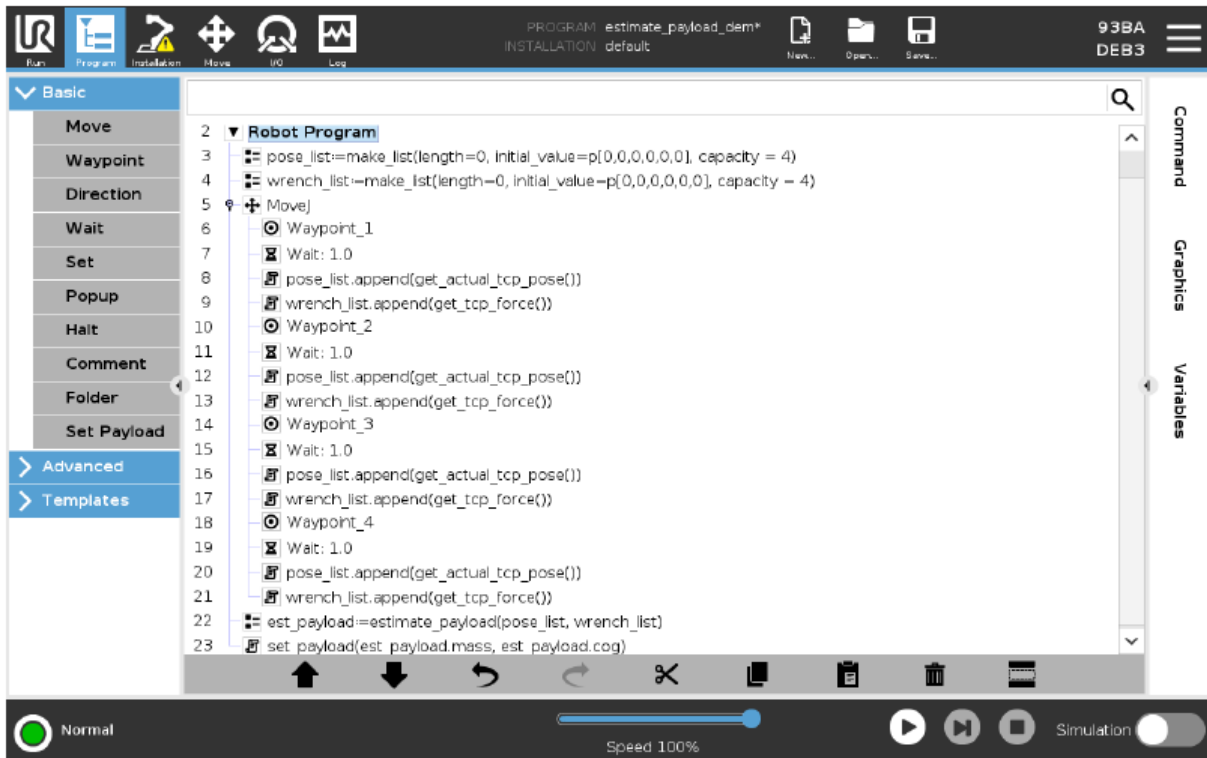 PROGRAM estimate_payload_dem*
INSTALLATION default
93BA
DEB3
Run Program Installation Move I/O Log New... Open... Save...
Basic
Move
Waypoint
Direction
Wait
Set
Popup
Halt
Comment
Folder
Set Payload
Advanced
Templates
2 Robot Program
3 pose_list:=make_list(length=0, initial_value=p[0,0,0,0,0,0], capacity = 4)
4 wrench_list:=make_list(length=0, initial_value=p[0,0,0,0,0,0], capacity = 4)
5 MoveJ
6 Waypoint_1
7 Wait: 1.0
8 pose_list.append(get_actual_tcp_pose())
9 wrench_list.append(get_tcp_force())
10 Waypoint_2
11 Wait: 1.0
12 pose_list.append(get_actual_tcp_pose())
13 wrench_list.append(get_tcp_force())
14 Waypoint_3
15 Wait: 1.0
16 pose_list.append(get_actual_tcp_pose())
17 wrench_list.append(get_tcp_force())
18 Waypoint_4
19 Wait: 1.0
20 pose_list.append(get_actual_tcp_pose())
21 wrench_list.append(get_tcp_force())
22 est_payload:=estimate_payload(pose_list, wrench_list)
23 set_payload(est_payload.mass, est_payload.cog)
Command
Graphics
Variables
Normal
Speed 100%
Simulation